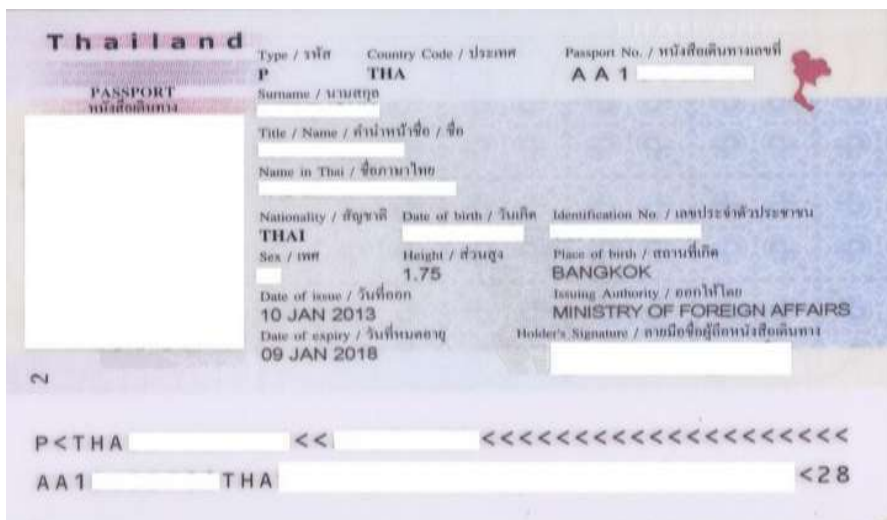 Thailand
PASSPORT
หนังสือเดินทาง
Type / รหัส Country Code / ประเทศ Passport No. / หนังสือเดินทางเลขที่
P THA AA1
Surname / นามสกุล
Title / Name / คำนำหน้าชื่อ / ชื่อ
Name in Thai / ชื่อภาษาไทย
Nationality / สัญชาติ Date of birth / วันเกิด Identification No. / เลขประจำตัวประชาชน
THAI
Sex / เพศ Height / ส่วนสูง Place of birth / สถานที่เกิด
1.75 BANGKOK
Date of issue / วันที่ออก Issuing Authority / ออกให้โดย
10 JAN 2013 MINISTRY OF FOREIGN AFFAIRS
Date of expiry / วันที่หมดอายุ Holder's Signature / ลายมือชื่อผู้ถือหนังสือเดินทาง
09 JAN 2018
2
P<THA << <<<<<<<<<<<<<<<<<<<<<
AA1 THA <28